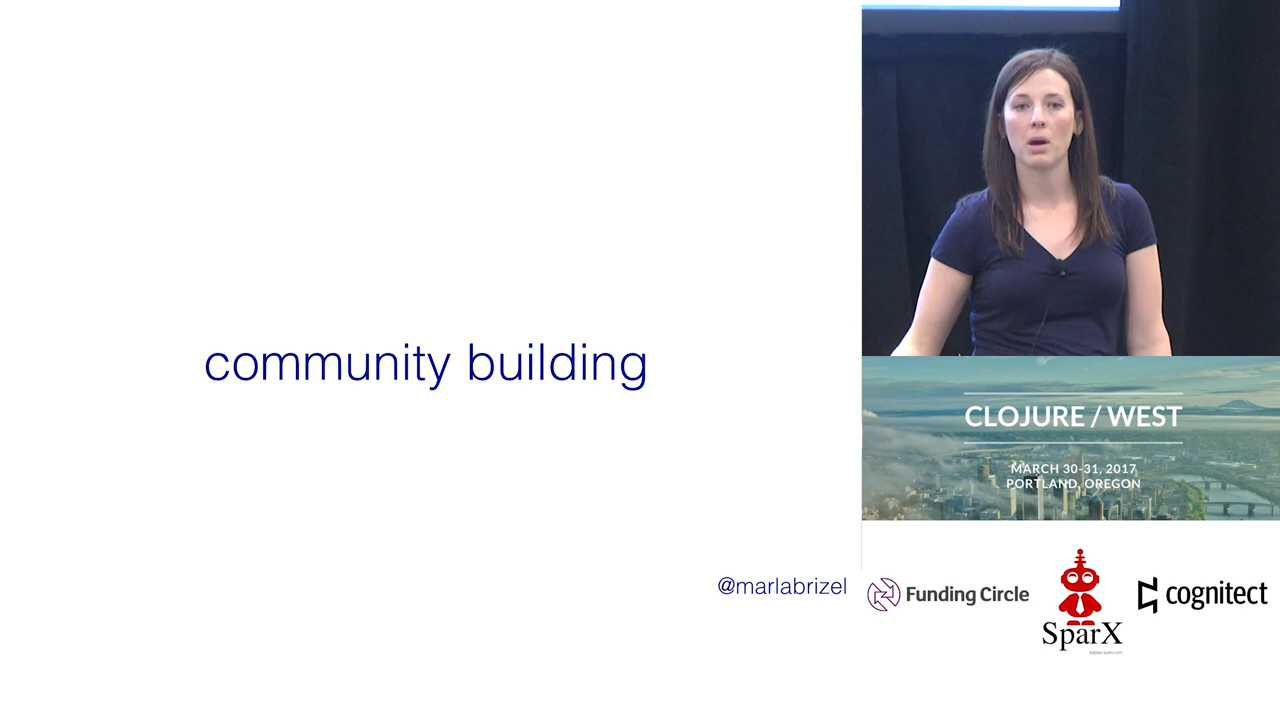 community building
@marlabrizel
CLOJURE / WEST
MARCH 30-31, 2017
PORTLAND, OREGON
Funding Circle
SparX
cognitect